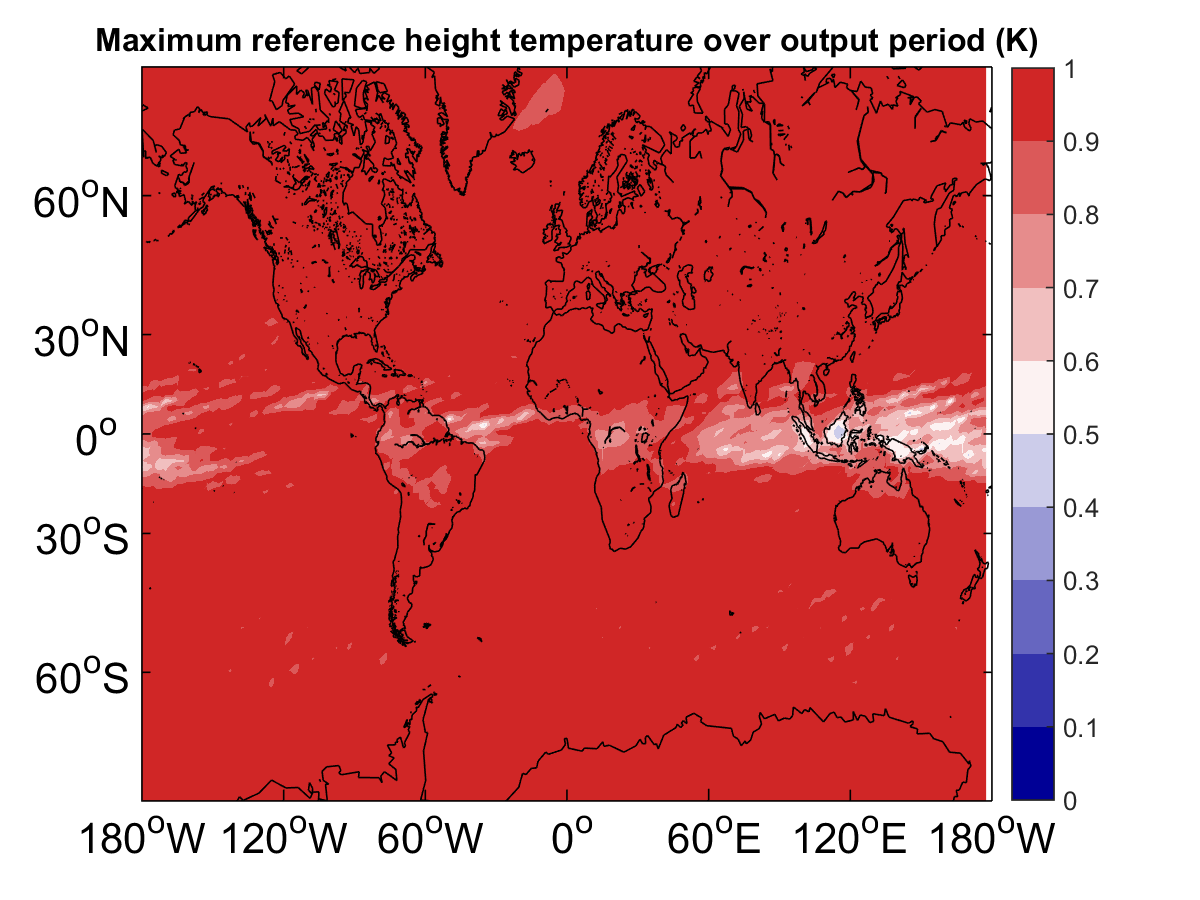 Maximum reference height temperature over output period (K)
60°N
30°N
0°
30°S
60°S
180°W 120°W 60°W 0° 60°E 120°E 180°W
1
0.9
0.8
0.7
0.6
0.5
0.4
0.3
0.2
0.1
0